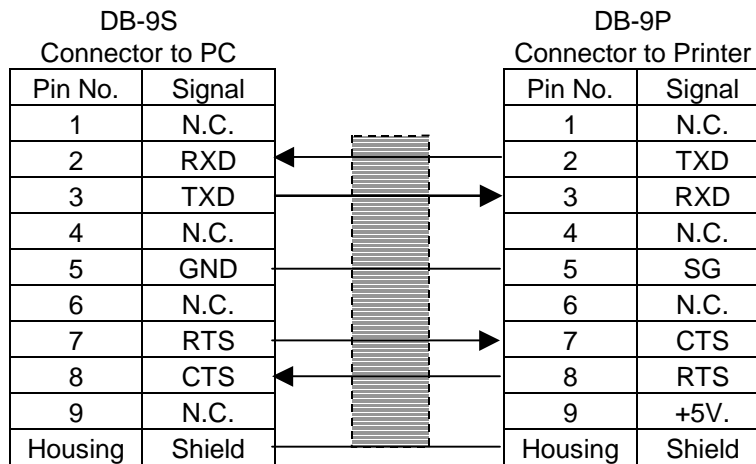 DB-9S DB-9P
Connector to PC Connector to Printer
Pin No. Signal Pin No. Signal
1 N.C. 1 N.C.
2 RXD 2 TXD
3 TXD 3 RXD
4 N.C. 4 N.C.
5 GND 5 SG
6 N.C. 6 N.C.
7 RTS 7 CTS
8 CTS 8 RTS
9 N.C. 9 +5V.
Housing Shield Housing Shield